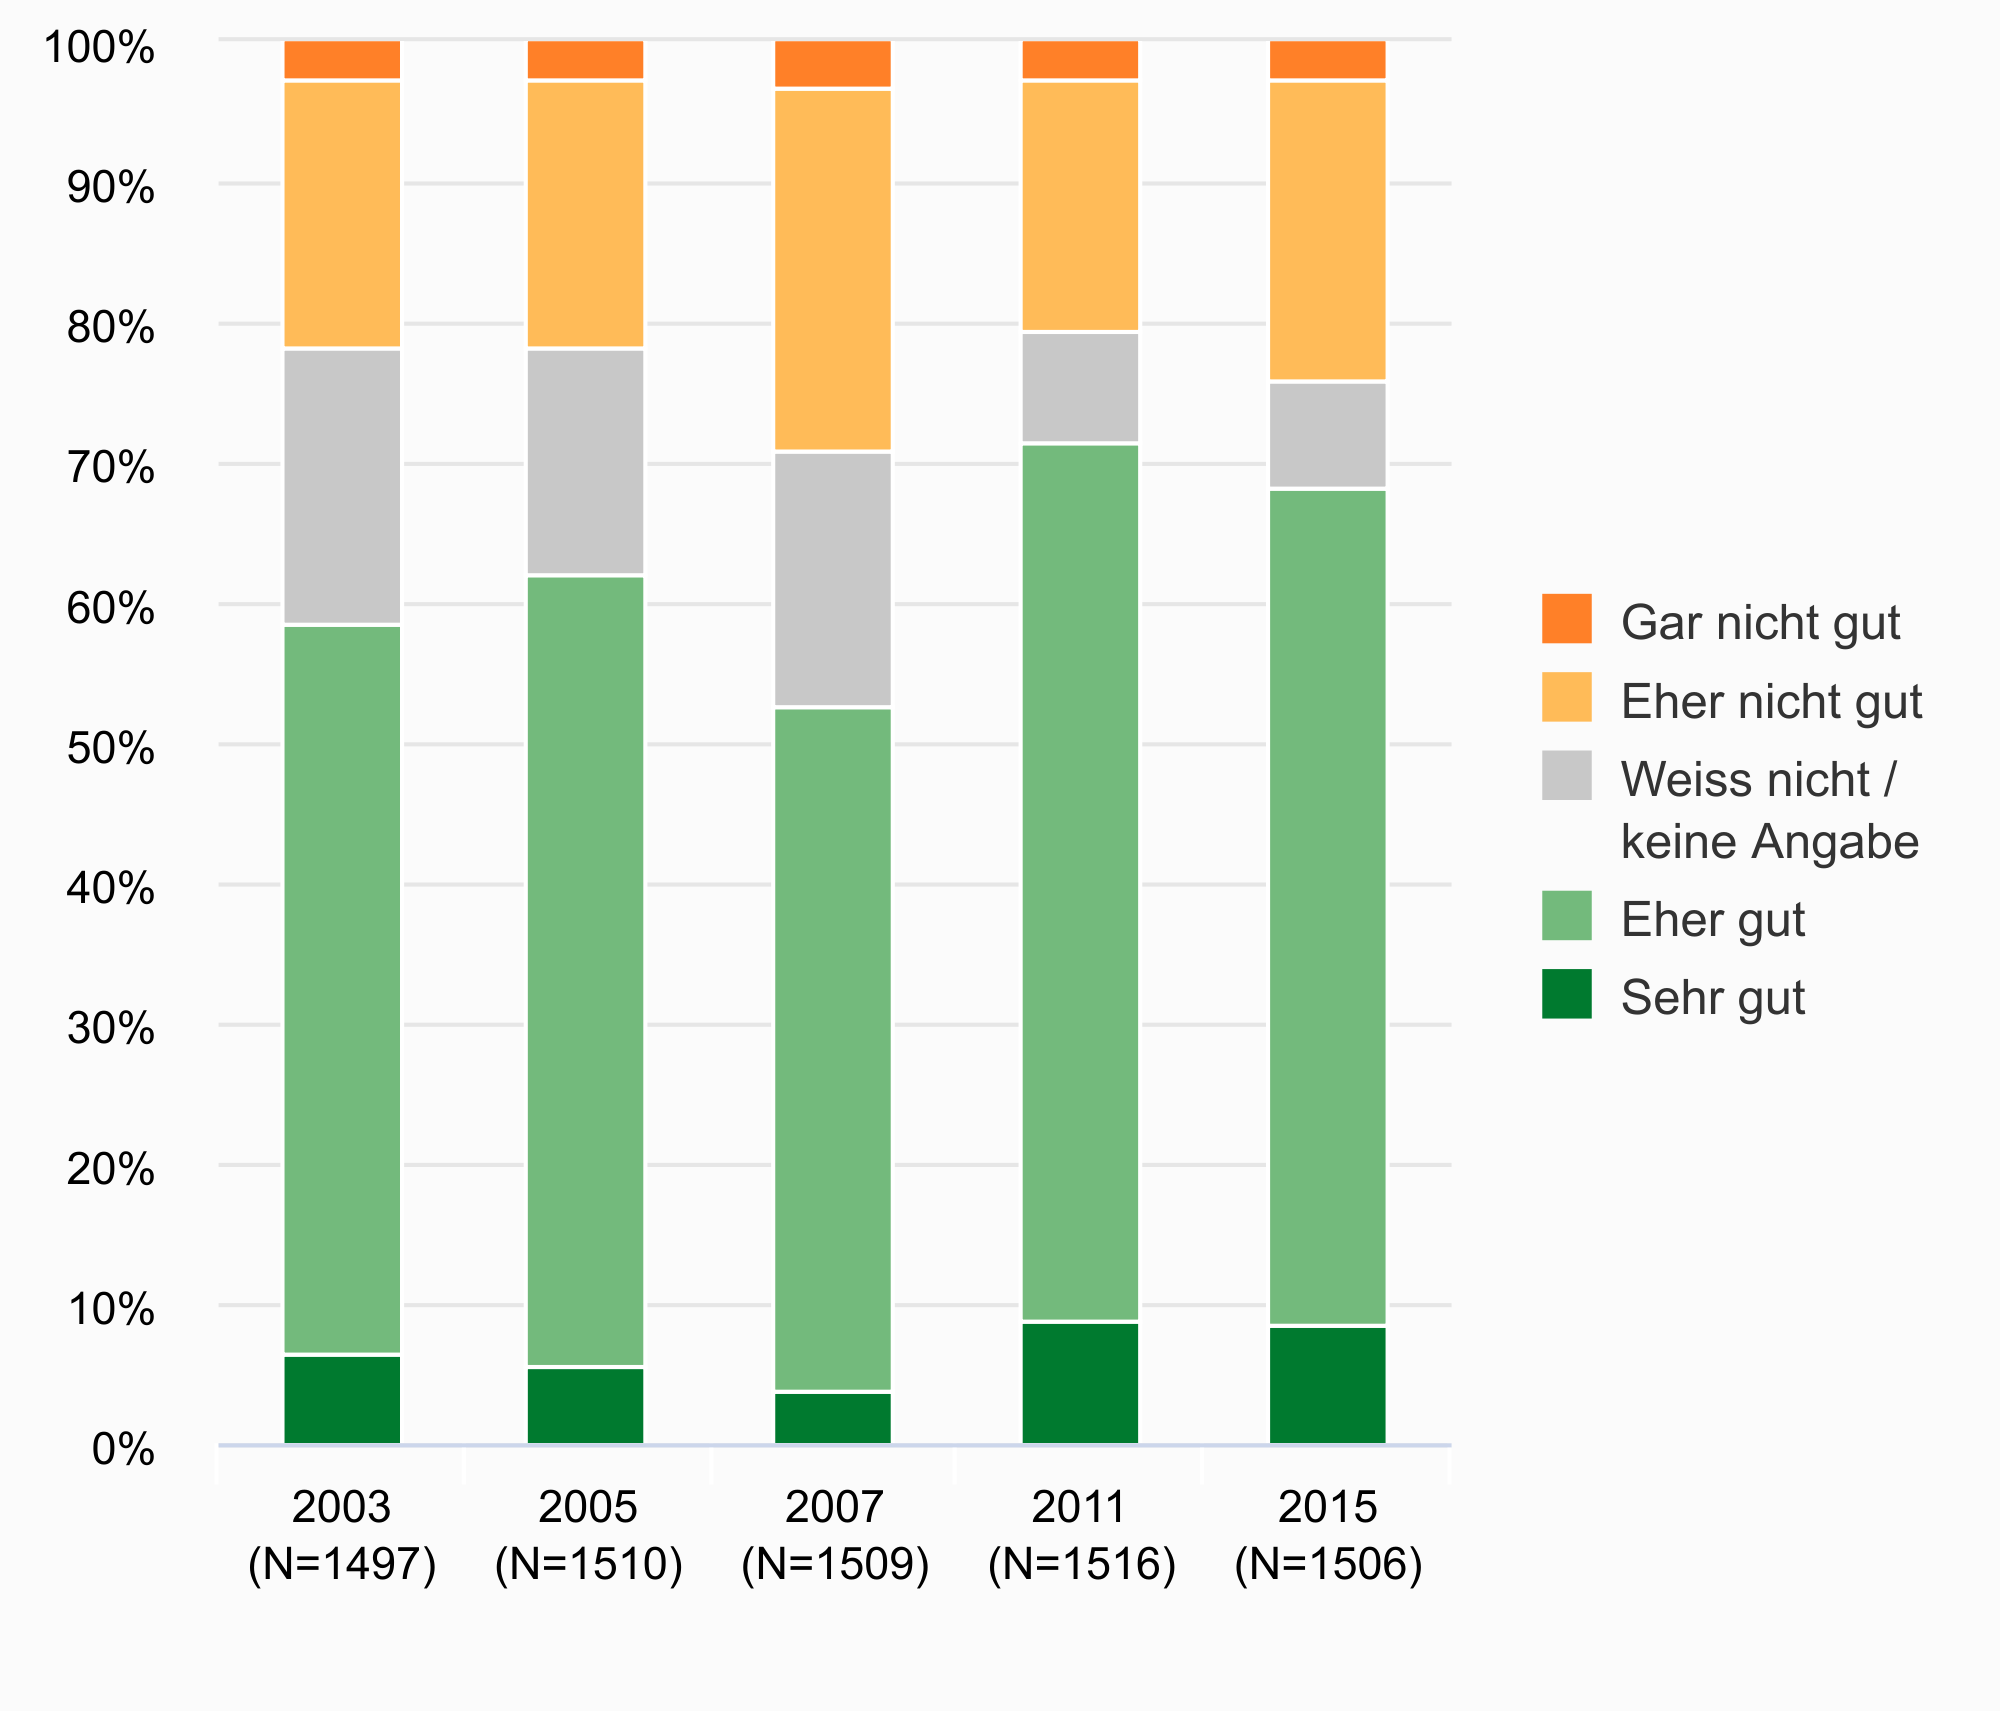 100%
90%
80%
70%
60%
50%
40%
30%
20%
10%
0%
2003
(N=1497)
2005
(N=1510)
2007
(N=1509)
2011
(N=1516)
2015
(N=1506)
Gar nicht gut
Eher nicht gut
Weiss nicht /
keine Angabe
Eher gut
Sehr gut